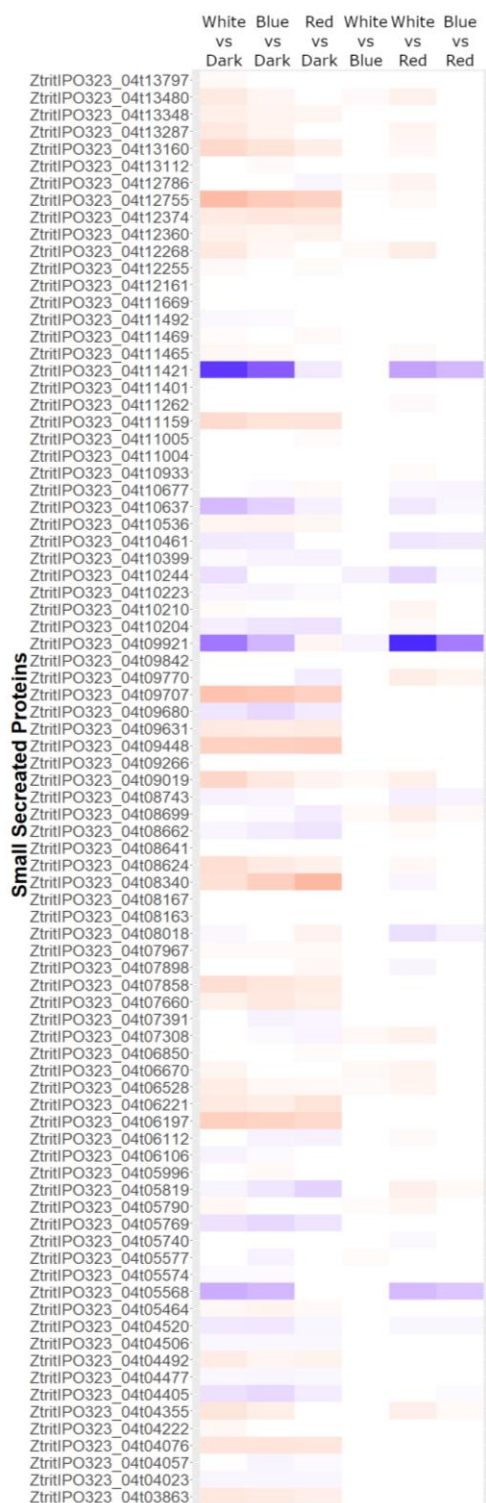 White vs Dark
Blue vs Dark
Red vs Dark
White vs Blue
White vs Red
Blue vs Red
Small Secreated Proteins
ZtritIPO323_04t13797
ZtritIPO323_04t13480
ZtritIPO323_04t13348
ZtritIPO323_04t13287
ZtritIPO323_04t13160
ZtritIPO323_04t13112
ZtritIPO323_04t12786
ZtritIPO323_04t12755
ZtritIPO323_04t12374
ZtritIPO323_04t12360
ZtritIPO323_04t12268
ZtritIPO323_04t12255
ZtritIPO323_04t12161
ZtritIPO323_04t11669
ZtritIPO323_04t11492
ZtritIPO323_04t11469
ZtritIPO323_04t11465
ZtritIPO323_04t11421
ZtritIPO323_04t11401
ZtritIPO323_04t11262
ZtritIPO323_04t11159
ZtritIPO323_04t11005
ZtritIPO323_04t11004
ZtritIPO323_04t10933
ZtritIPO323_04t10677
ZtritIPO323_04t10637
ZtritIPO323_04t10536
ZtritIPO323_04t10461
ZtritIPO323_04t10399
ZtritIPO323_04t10244
ZtritIPO323_04t10223
ZtritIPO323_04t10210
ZtritIPO323_04t10204
ZtritIPO323_04t09921
ZtritIPO323_04t09842
ZtritIPO323_04t09770
ZtritIPO323_04t09707
ZtritIPO323_04t09680
ZtritIPO323_04t09631
ZtritIPO323_04t09448
ZtritIPO323_04t09266
ZtritIPO323_04t09019
ZtritIPO323_04t08743
ZtritIPO323_04t08699
ZtritIPO323_04t08662
ZtritIPO323_04t08641
ZtritIPO323_04t08624
ZtritIPO323_04t08340
ZtritIPO323_04t08167
ZtritIPO323_04t08163
ZtritIPO323_04t08018
ZtritIPO323_04t07967
ZtritIPO323_04t07898
ZtritIPO323_04t07858
ZtritIPO323_04t07660
ZtritIPO323_04t07391
ZtritIPO323_04t07308
ZtritIPO323_04t06850
ZtritIPO323_04t06670
ZtritIPO323_04t06528
ZtritIPO323_04t06221
ZtritIPO323_04t06197
ZtritIPO323_04t06112
ZtritIPO323_04t06106
ZtritIPO323_04t05996
ZtritIPO323_04t05819
ZtritIPO323_04t05790
ZtritIPO323_04t05769
ZtritIPO323_04t05740
ZtritIPO323_04t05577
ZtritIPO323_04t05574
ZtritIPO323_04t05568
ZtritIPO323_04t05464
ZtritIPO323_04t04520
ZtritIPO323_04t04506
ZtritIPO323_04t04492
ZtritIPO323_04t04477
ZtritIPO323_04t04405
ZtritIPO323_04t04355
ZtritIPO323_04t04222
ZtritIPO323_04t04076
ZtritIPO323_04t04057
ZtritIPO323_04t04023
ZtritIPO323_04t03863